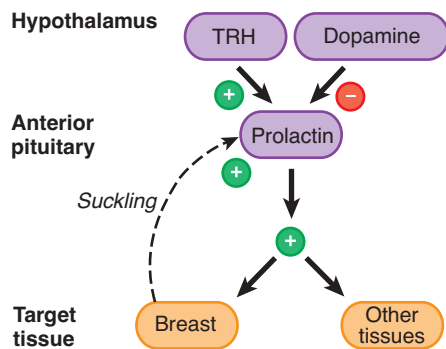 Hypothalamus
TRH
Dopamine
+
−
Anterior
pituitary
Prolactin
+
Suckling
+
Target
tissue
Breast
Other
tissues